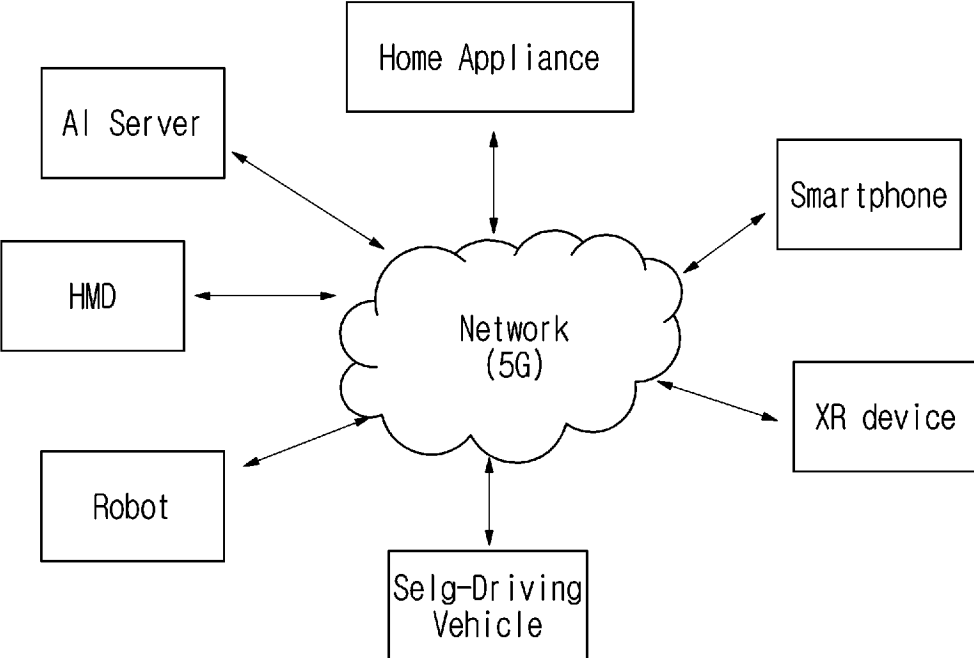 Home Appliance
AI Server
Smartphone
HMD
Network
(5G)
XR device
Robot
Selg-Driving
Vehicle